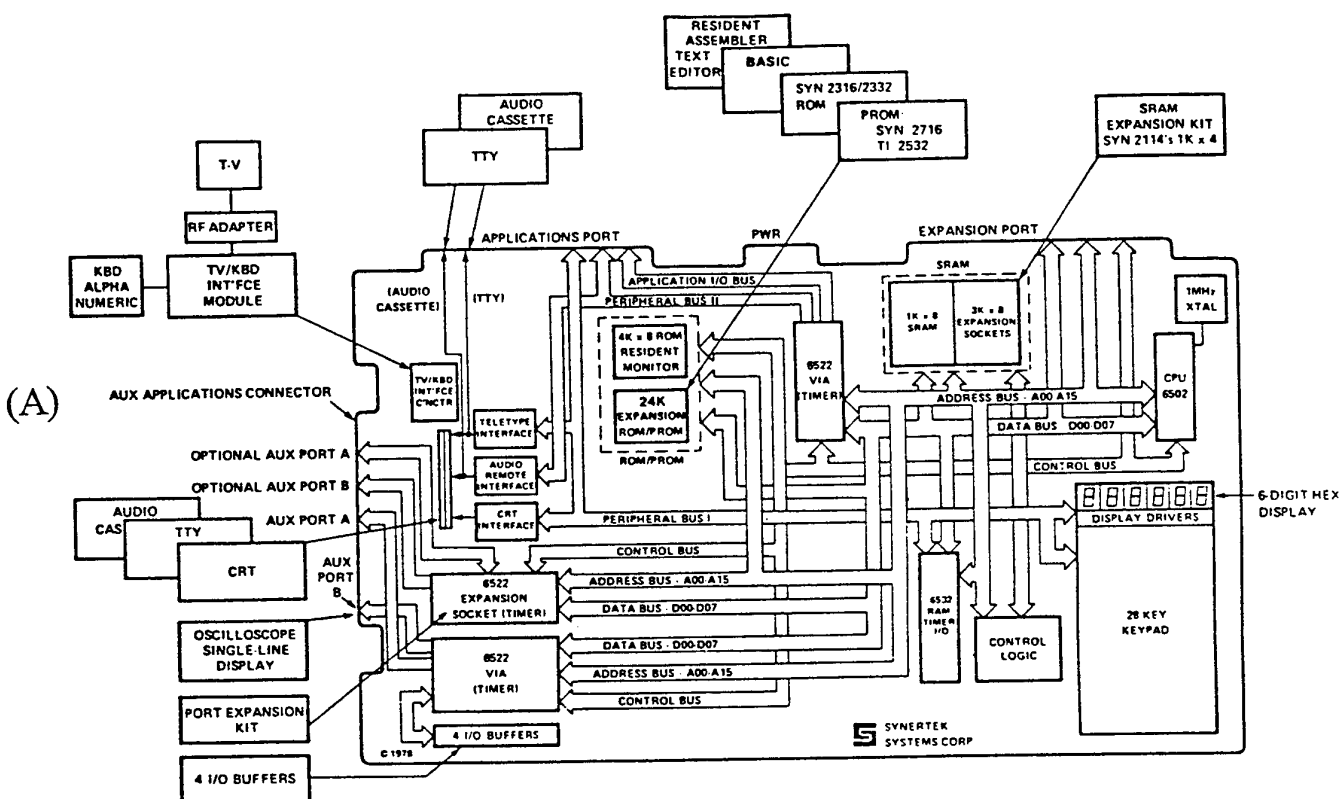 RESIDENT
ASSEMBLER
TEXT
EDITOR
BASIC
SYN 2316/2332
ROM
PROM·
SYN 2716
TI 2532
SRAM
EXPANSION KIT
SYN 2114's 1K x 4
AUDIO
CASSETTE
TTY
T-V
RF ADAPTER
KBD
ALPHA
NUMERIC
TV/KBD
INT'FCE
MODULE
APPLICATIONS PORT
PWR
EXPANSION PORT
(AUDIO
CASSETTE)
(TTY)
APPLICATION I/O BUS
PERIPHERAL BUS II
SRAM
1K x 8
SRAM
3K x 8
EXPANSION
SOCKETS
1MHz
XTAL
4K x 8 ROM
RESIDENT
MONITOR
24K
EXPANSION
ROM/PROM
ROM/PROM
6522
VIA
(TIMER)
CPU
6502
ADDRESS BUS - A00-A15
DATA BUS - D00-D07
CONTROL BUS
(A)
AUX APPLICATIONS CONNECTOR
TV/KBD
INT'FCE
C'NCTR
TELETYPE
INTERFACE
AUDIO
REMOTE
INTERFACE
CRT
INTERFACE
OPTIONAL AUX PORT A
OPTIONAL AUX PORT B
AUX PORT A
AUDIO
CAS
TTY
CRT
AUX
PORT
B
PERIPHERAL BUS I
CONTROL BUS
6-DIGIT HEX
DISPLAY
DISPLAY DRIVERS
28 KEY
KEYPAD
6522
EXPANSION
SOCKET (TIMER)
ADDRESS BUS - A00-A15
DATA BUS - D00-D07
6532
RAM
TIMER
I/O
CONTROL
LOGIC
OSCILLOSCOPE
SINGLE-LINE
DISPLAY
6522
VIA
(TIMER)
DATA BUS - D00-D07
ADDRESS BUS - A00-A15
CONTROL BUS
PORT EXPANSION
KIT
4 I/O BUFFERS
© 1978
SYNERTEK
SYSTEMS CORP
4 I/O BUFFERS